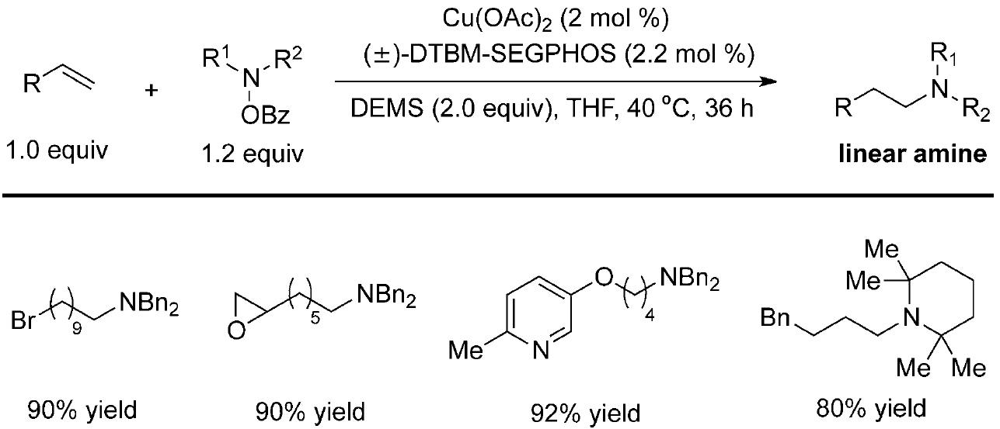 Cu(OAc)2 (2 mol %)
(±)-DTBM-SEGPHOS (2.2 mol %)
DEMS (2.0 equiv), THF, 40 °C, 36 h
R
+
R1 R2
N
OBz
R1
R N R2
1.0 equiv
1.2 equiv
linear amine
Br ( )9 NBn2
O ( )5 NBn2
O ( )4 NBn2
Me N
Me
Me
Bn N
Me Me
90% yield
90% yield
92% yield
80% yield